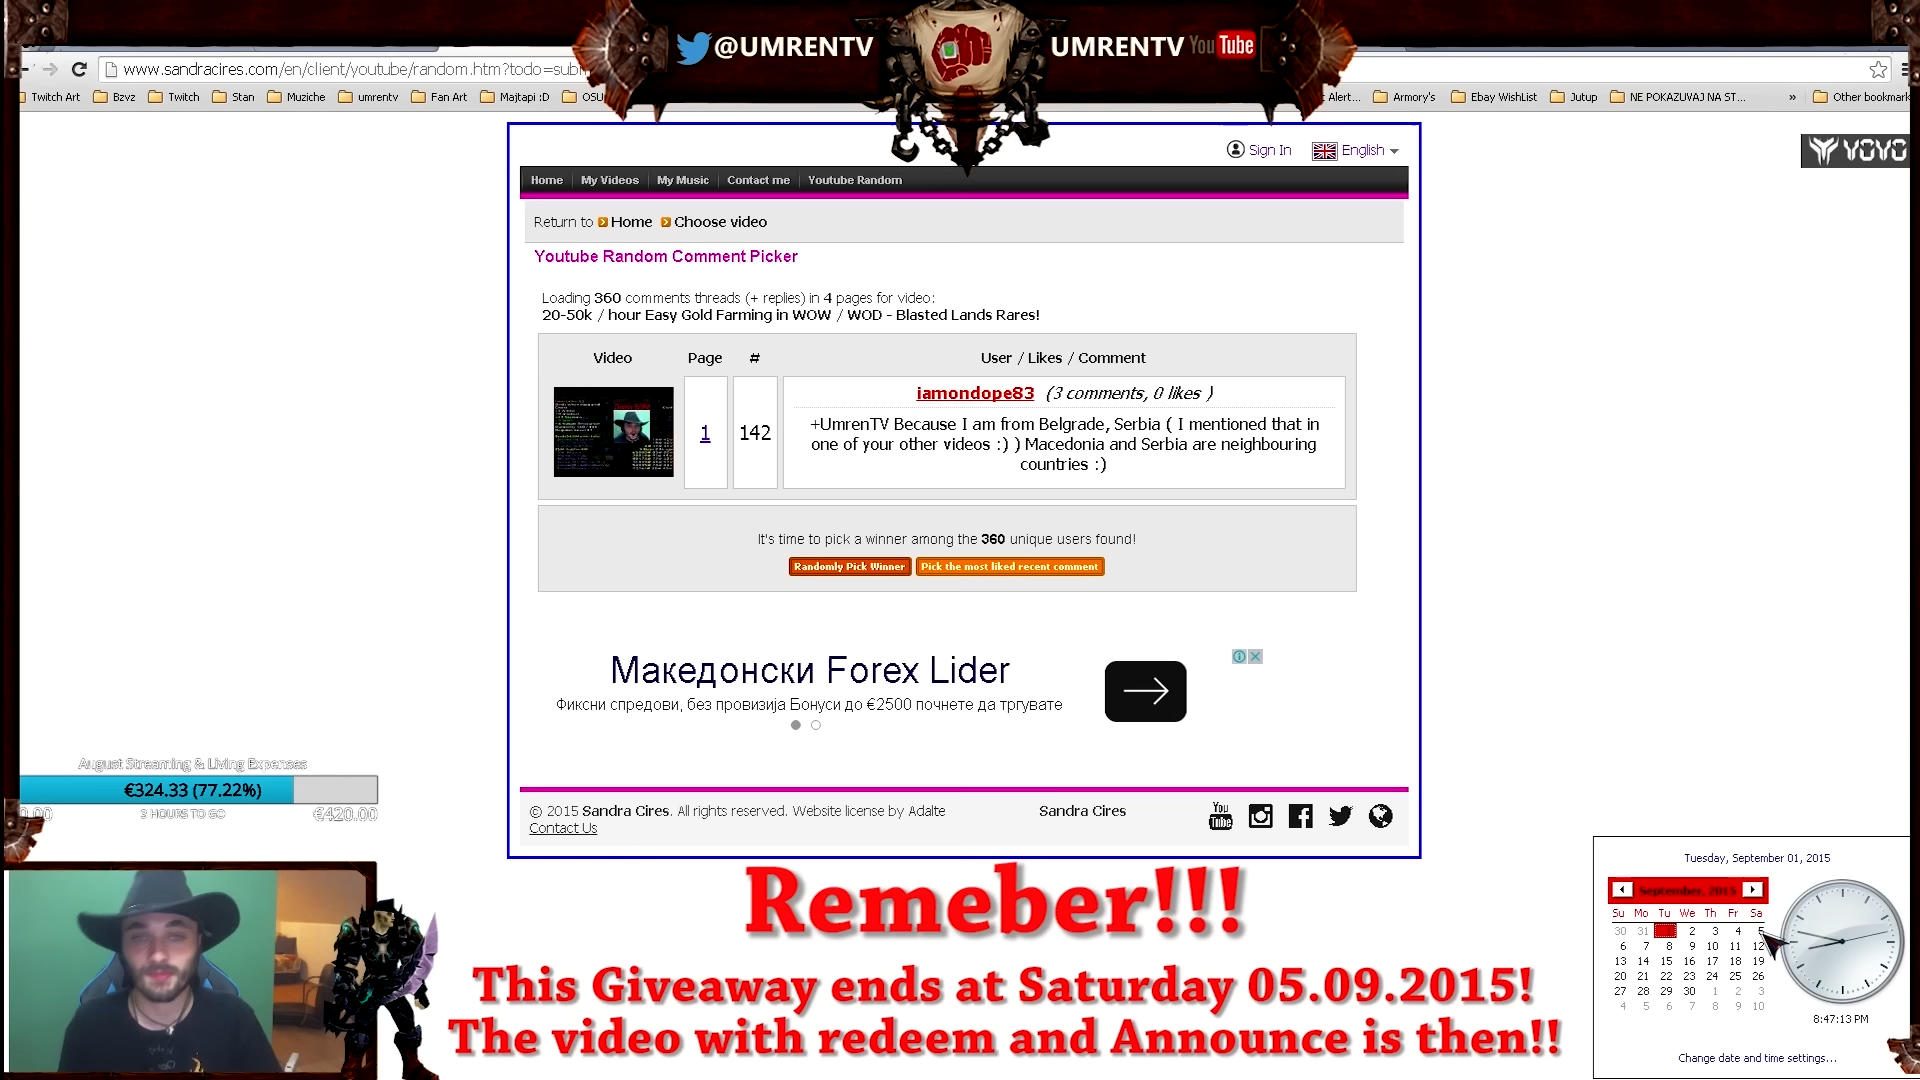 @UMRENTV
UMRENTV YouTube
www.sandracires.com/en/client/youtube/random.htm?todo=subm
Twitch Art Bzvz Twitch Stan Muziche umrentv Fan Art Majtapi :D OSU Alert... Armory's Ebay WishList Jutup NE POKAZUVAJ NA ST... » Other bookmark
Sign In English
YOYO
Home My Videos My Music Contact me Youtube Random
Return to Home Choose video
Youtube Random Comment Picker
Loading 360 comments threads (+ replies) in 4 pages for video:
20-50k / hour Easy Gold Farming in WOW / WOD - Blasted Lands Rares!
Video Page # User / Likes / Comment
iamondope83 (3 comments, 0 likes )
1 142
+UmrenTV Because I am from Belgrade, Serbia ( I mentioned that in
one of your other videos :) ) Macedonia and Serbia are neighbouring
countries :)
It's time to pick a winner among the 360 unique users found!
Randomly Pick Winner Pick the most liked recent comment
Македонски Forex Lider
Фиксни спредови, без провизија Бонуси до €2500 почнете да тргувате
August Streaming & Living Expenses
€324.33 (77.22%)
0.00 3 HOURS TO GO €420.00
© 2015 Sandra Cires. All rights reserved. Website license by Adalte
Contact Us
Sandra Cires
You Tube
Remeber!!!
This Giveaway ends at Saturday 05.09.2015!
The video with redeem and Announce is then!!
Tuesday, September 01, 2015
September, 2015
Su Mo Tu We Th Fr Sa
30 31 1 2 3 4 5
6 7 8 9 10 11 12
13 14 15 16 17 18 19
20 21 22 23 24 25 26
27 28 29 30 1 2 3
4 5 6 7 8 9 10
8:47:13 PM
Change date and time settings...